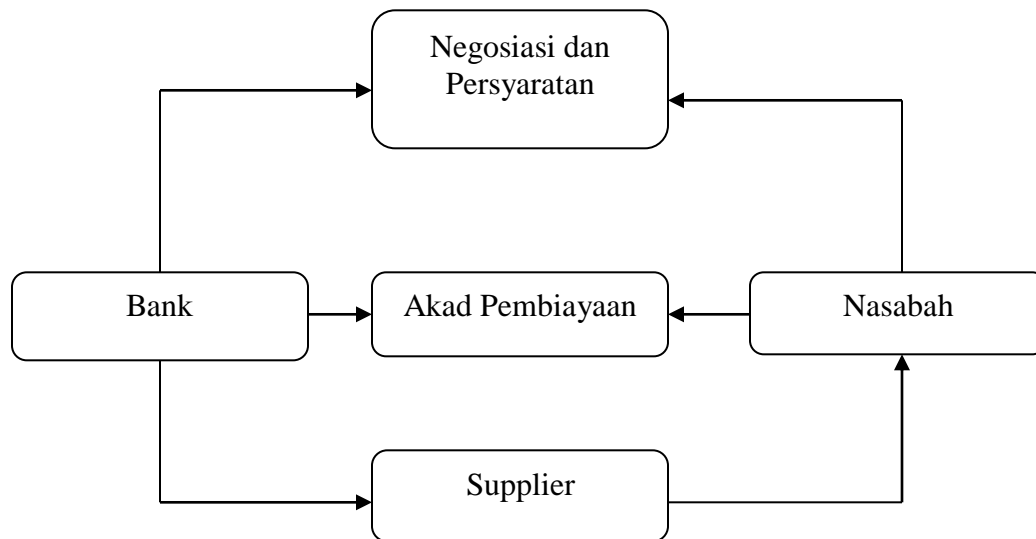 Negosiasi dan
Persyaratan
Bank
Akad Pembiayaan
Nasabah
Supplier